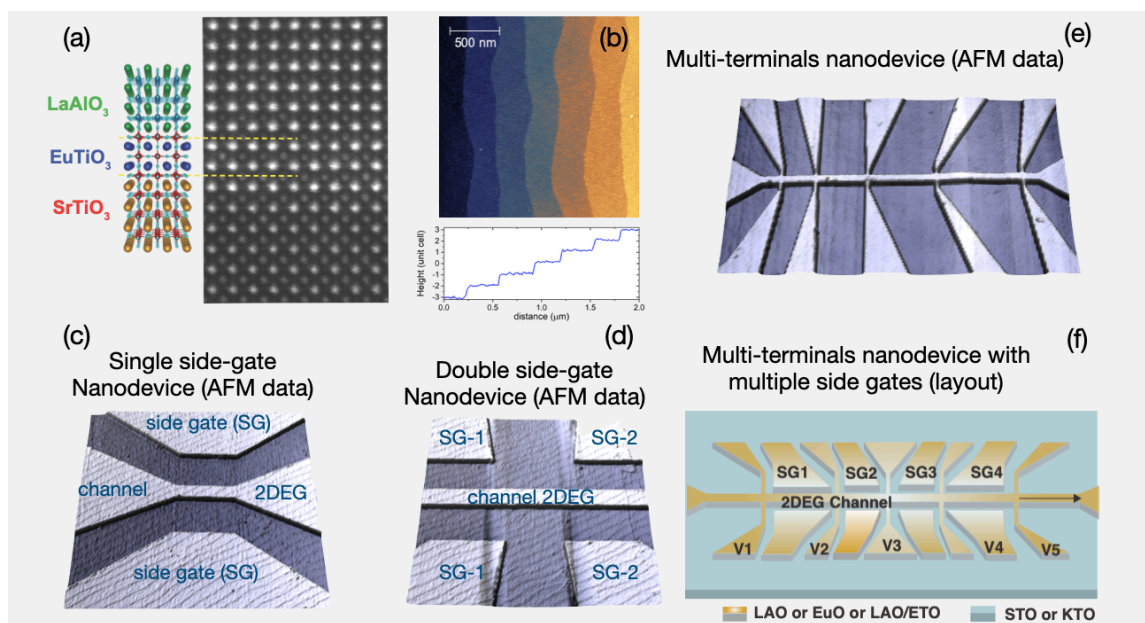 (a)
LaAlO₃
EuTiO₃
SrTiO₃
(b)
500 nm
Height (unit cell)
3
2
1
0
-1
-2
-3
0.0 0.5 1.0 1.5 2.0
distance (μm)
(e)
Multi-terminals nanodevice (AFM data)
(c)
Single side-gate
Nanodevice (AFM data)
side gate (SG)
channel 2DEG
side gate (SG)
(d)
Double side-gate
Nanodevice (AFM data)
SG-1 SG-2
channel 2DEG
SG-1 SG-2
(f)
Multi-terminals nanodevice with
multiple side gates (layout)
SG1 SG2 SG3 SG4
2DEG Channel
V1 V2 V3 V4 V5
LAO or EuO or LAO/ETO STO or KTO